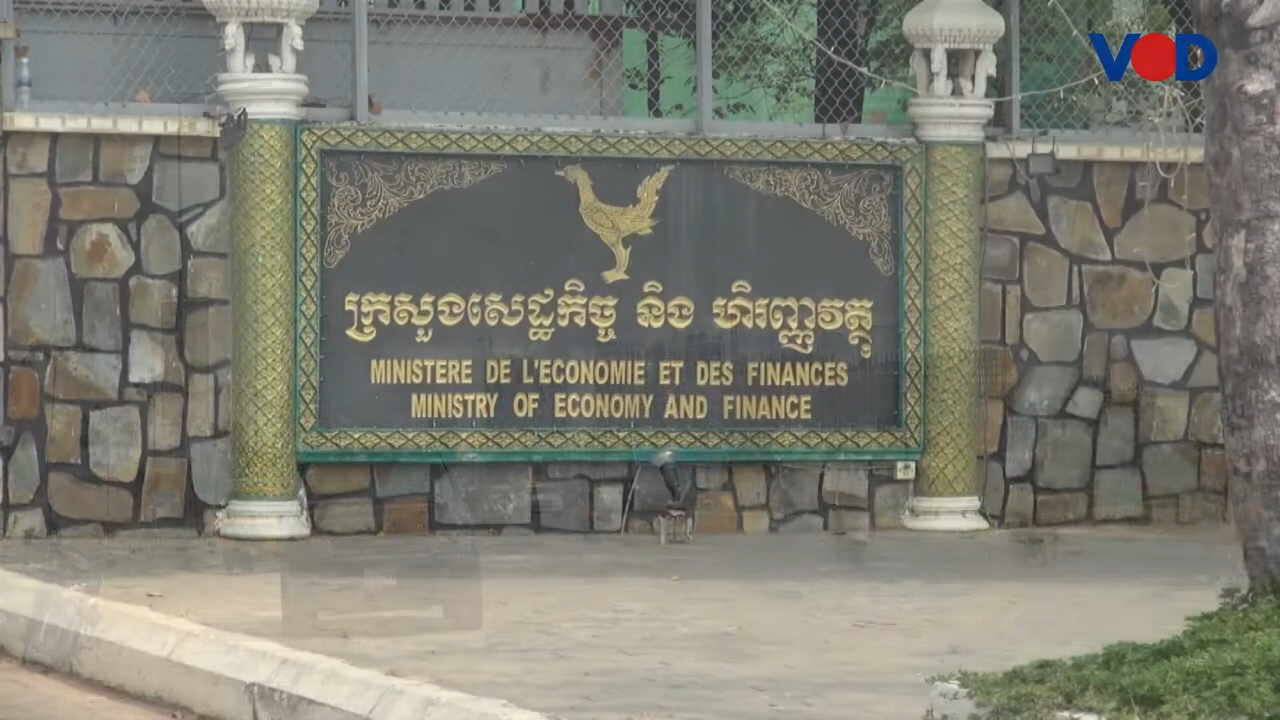 VOD
ក្រសួងសេដ្ឋកិច្ច និង ហិរញ្ញវត្ថុ
MINISTERE DE L'ECONOMIE ET DES FINANCES
MINISTRY OF ECONOMY AND FINANCE